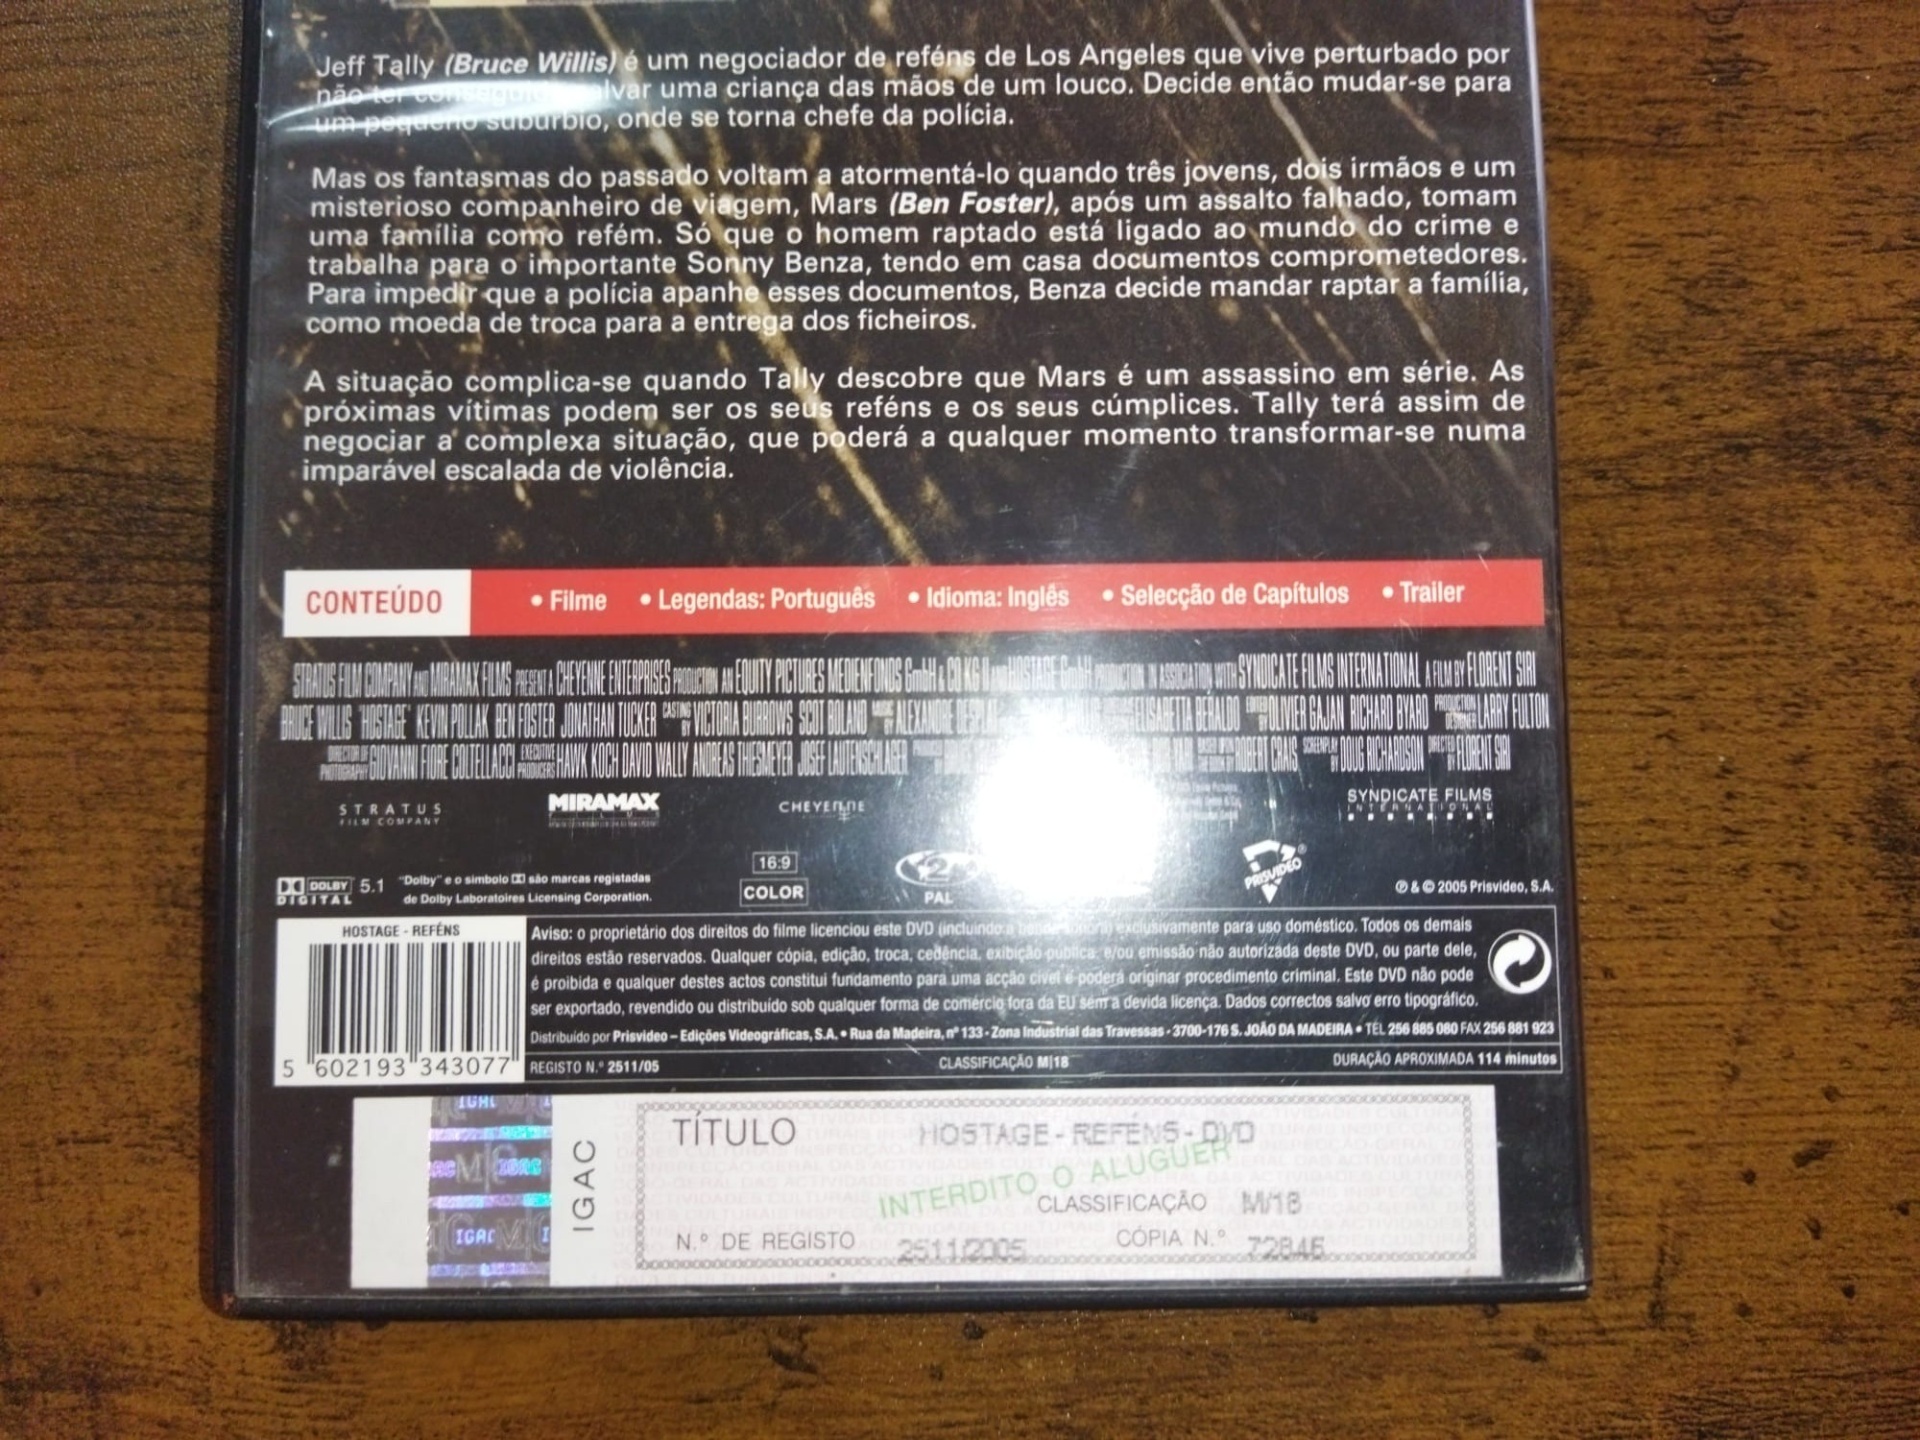 Jeff Tally (Bruce Willis) é um negociador de reféns de Los Angeles que vive perturbado por
não ter conseguido salvar uma criança das mãos de um louco. Decide então mudar-se para
um pequeno subúrbio, onde se torna chefe da polícia.
Mas os fantasmas do passado voltam a atormentá-lo quando três jovens, dois irmãos e um
misterioso companheiro de viagem, Mars (Ben Foster), após um assalto falhado, tomam
uma família como refém. Só que o homem raptado está ligado ao mundo do crime e
trabalha para o importante Sonny Benza, tendo em casa documentos comprometedores.
Para impedir que a polícia apanhe esses documentos, Benza decide mandar raptar a família,
como moeda de troca para a entrega dos ficheiros.
A situação complica-se quando Tally descobre que Mars é um assassino em série. As
próximas vítimas podem ser os seus reféns e os seus cúmplices. Tally terá assim de
negociar a complexa situação, que poderá a qualquer momento transformar-se numa
imparável escalada de violência.
CONTEÚDO • Filme • Legendas: Português • Idioma: Inglês • Selecção de Capítulos • Trailer
STRATUS FILM COMPANY AND MIRAMAX FILMS PRESENT A CHEYENNE ENTERPRISES PRODUCTION AN EQUITY PICTURES MEDIENFONDS GmbH & CO KG II AND HOSTAGE GmbH PRODUCTION IN ASSOCIATION WITH SYNDICATE FILMS INTERNATIONAL A FILM BY FLORENT SIRI
BRUCE WILLIS "HOSTAGE" KEVIN POLLAK BEN FOSTER JONATHAN TUCKER CASTING BY VICTORIA BURROWS SCOT BOLAND MUSIC BY ALEXANDRE ELISABETTA BERALDO EDITED BY OLIVIER GAJAN RICHARD BYARD PRODUCTION DESIGNER LARRY FULTON
DIRECTOR OF PHOTOGRAPHY GIOVANNI FIORE COLTELLACCI EXECUTIVE PRODUCERS HAWK KOCH DAVID WALLY ANDREAS THIESMEYER JOSEF LAUTENSCHLAGER PRODUCED BY BASED UPON ROBERT CRAIS SCREENPLAY BY DOUG RICHARDSON DIRECTED BY FLORENT SIRI
STRATUS FILM COMPANY MIRAMAX CHEYENNE SYNDICATE FILMS INTERNATIONAL
DOLBY DIGITAL 5.1 "Dolby" e o símbolo são marcas registadas
de Dolby Laboratoires Licensing Corporation.
16:9
COLOR
2
PAL
PRISVIDEO®
℗ & © 2005 Prisvideo, S.A.
HOSTAGE - REFÉNS
5 602193 343077
Aviso: o proprietário dos direitos do filme licenciou este DVD (incluindo a banda sonora) exclusivamente para uso doméstico. Todos os demais
direitos estão reservados. Qualquer cópia, edição, troca, cedência, exibição pública, e/ou emissão não autorizada deste DVD, ou parte dele,
é proibida e qualquer destes actos constitui fundamento para uma acção cível e poderá originar procedimento criminal. Este DVD não pode
ser exportado, revendido ou distribuído sob qualquer forma de comércio fora da EU sem a devida licença. Dados correctos salvo erro tipográfico.
Distribuído por Prisvideo – Edições Videográficas, S.A. • Rua da Madeira, nº 133 - Zona Industrial das Travessas - 3700-176 S. JOÃO DA MADEIRA • TEL 256 885 080 FAX 256 881 923
REGISTO N.º 2511/05 CLASSIFICAÇÃO M|18 DURAÇÃO APROXIMADA 114 minutos
IGAC
TÍTULO HOSTAGE - REFÉNS - DVD
INTERDITO O ALUGUER
CLASSIFICAÇÃO M/18
N.º DE REGISTO 2511/2005 CÓPIA N.º 72846